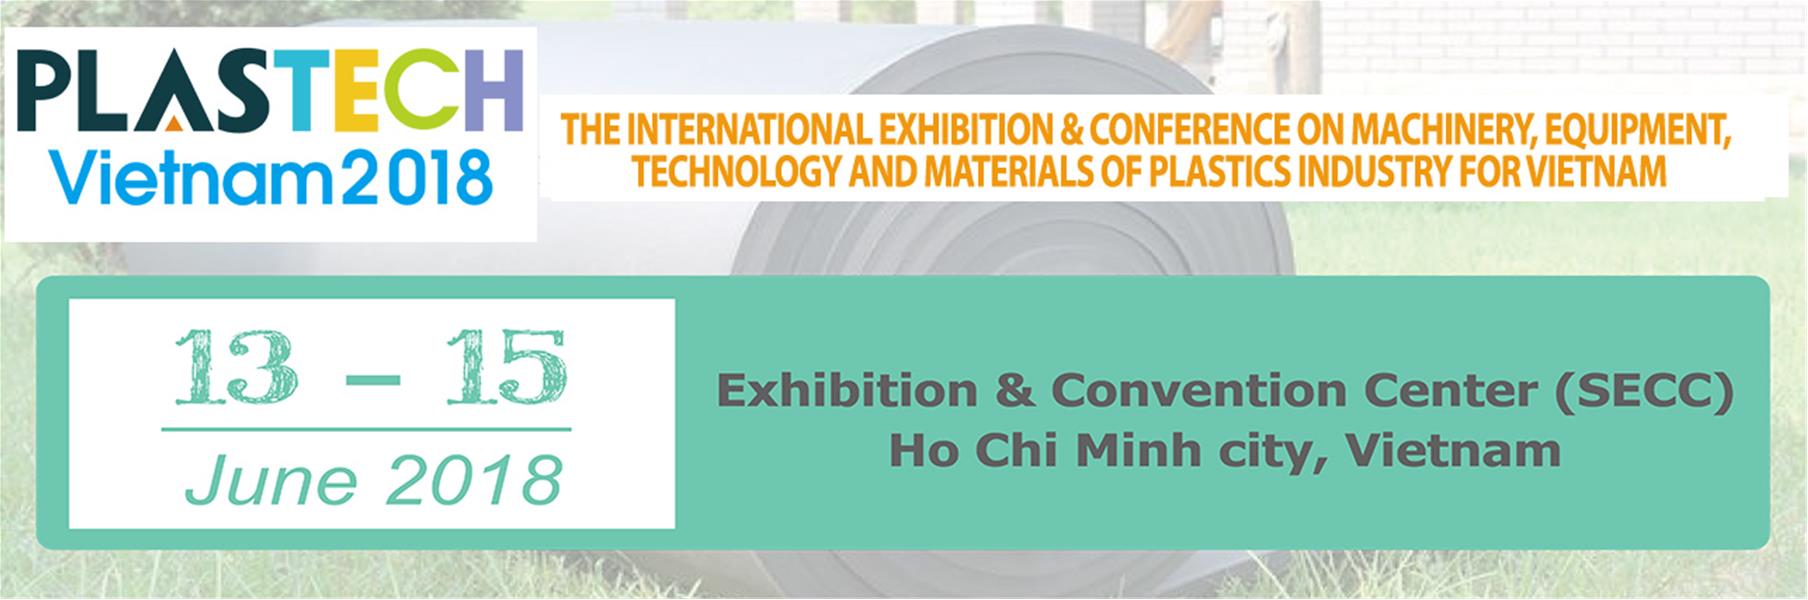 PLASTECH
Vietnam2018
THE INTERNATIONAL EXHIBITION & CONFERENCE ON MACHINERY, EQUIPMENT,
TECHNOLOGY AND MATERIALS OF PLASTICS INDUSTRY FOR VIETNAM
13 – 15
June 2018
Exhibition & Convention Center (SECC)
Ho Chi Minh city, Vietnam